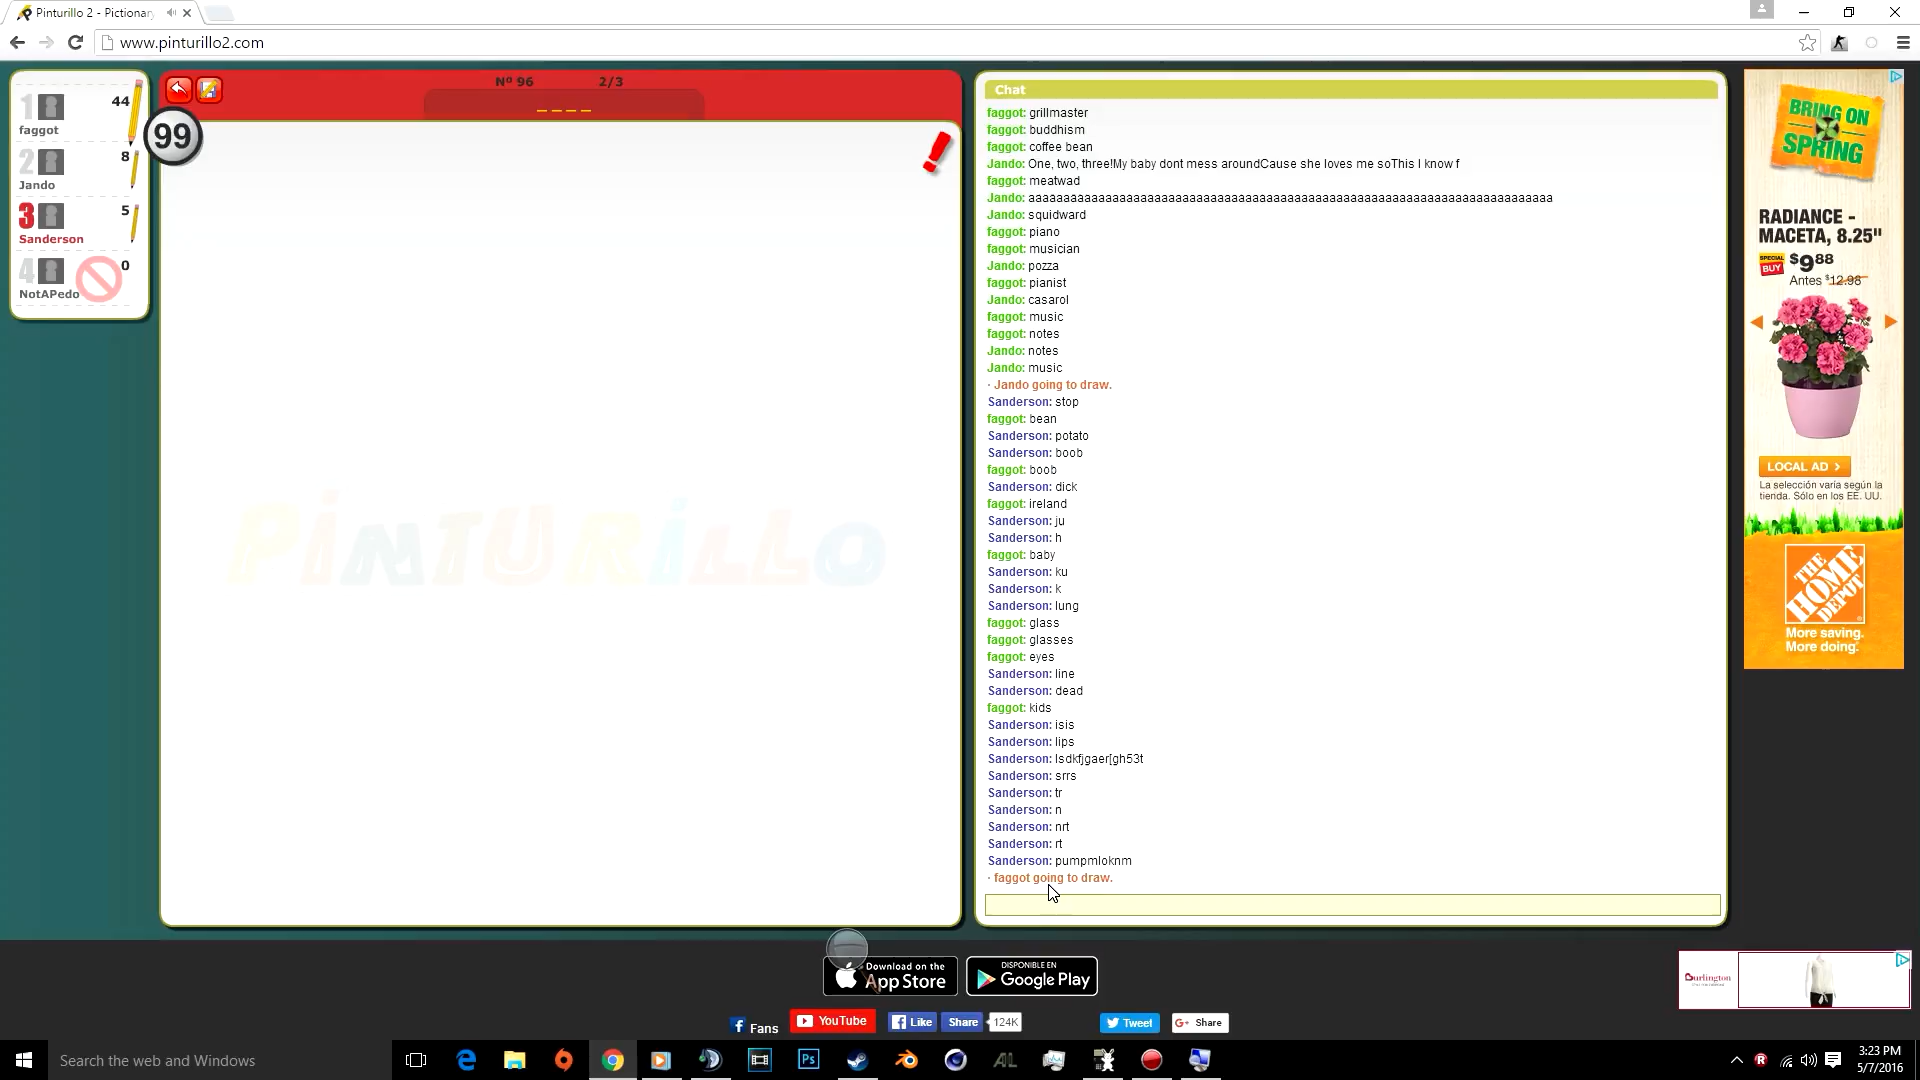 Pinturillo 2 - Pictionary
www.pinturillo2.com
1
44
faggot
2
8
Jando
3
5
Sanderson
4
0
NotAPedo
99
Nº 96 2/3
_ _ _ _
PINTURILLO
Chat
faggot: grillmaster
faggot: buddhism
faggot: coffee bean
Jando: One, two, three!My baby dont mess aroundCause she loves me soThis I know f
faggot: meatwad
Jando: aaaaaaaaaaaaaaaaaaaaaaaaaaaaaaaaaaaaaaaaaaaaaaaaaaaaaaaaaaaaaaaaaaaaaaaaaaa
Jando: squidward
faggot: piano
faggot: musician
Jando: pozza
faggot: pianist
Jando: casarol
faggot: music
faggot: notes
Jando: notes
Jando: music
· Jando going to draw.
Sanderson: stop
faggot: bean
Sanderson: potato
Sanderson: boob
faggot: boob
Sanderson: dick
faggot: ireland
Sanderson: ju
Sanderson: h
faggot: baby
Sanderson: ku
Sanderson: k
Sanderson: lung
faggot: glass
faggot: glasses
faggot: eyes
Sanderson: line
Sanderson: dead
faggot: kids
Sanderson: isis
Sanderson: lips
Sanderson: lsdkfjgaer[gh53t
Sanderson: srrs
Sanderson: tr
Sanderson: n
Sanderson: nrt
Sanderson: rt
Sanderson: pumpmloknm
· faggot going to draw.
BRING ON
SPRING
RADIANCE -
MACETA, 8.25"
SPECIAL BUY $9 88
Antes $12.98
LOCAL AD >
La selección varía según la
tienda. Sólo en los EE. UU.
THE HOME DEPOT
More saving.
More doing.
Download on the
App Store
DISPONIBLE EN
Google Play
Burlington
Fans
YouTube
Like Share 124K
Tweet
G+ Share
Search the web and Windows
3:23 PM
5/7/2016